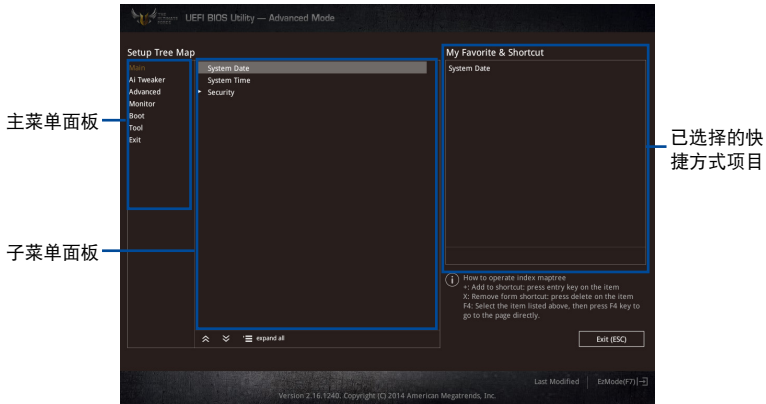 THE ULTIMATE FORCE
UEFI BIOS Utility — Advanced Mode
Setup Tree Map
My Favorite & Shortcut
Main
Ai Tweaker
Advanced
Monitor
Boot
Tool
Exit
System Date
System Time
Security
System Date
主菜单面板
子菜单面板
已选择的快
捷方式项目
How to operate index maptree
+: Add to shortcut: press entry key on the item
X: Remove form shortcut: press delete on the item
F4: Select the item listed above, then press F4 key to
go to the page directly.
expand all
Exit (ESC)
Last Modified
EzMode(F7)
Version 2.16.1240. Copyright (C) 2014 American Megatrends, Inc.